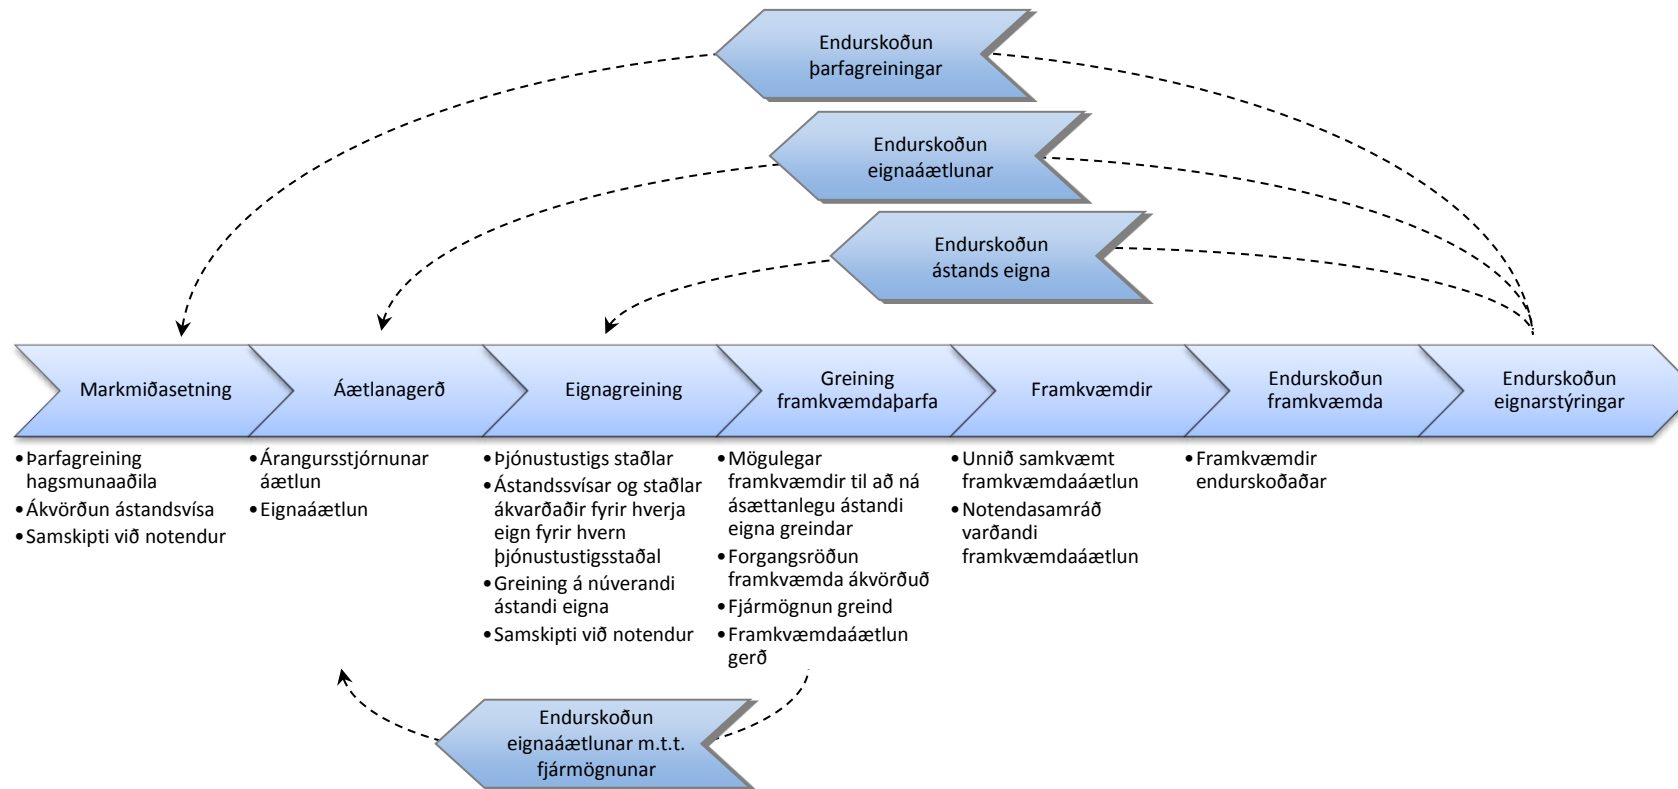 Endurskoðun
þarfagreiningar
Endurskoðun
eignaáætlunar
Endurskoðun
ástands eigna
Markmiðasetning
Áætlanagerð
Eignagreining
Greining
framkvæmdaþarfa
Framkvæmdir
Endurskoðun
framkvæmda
Endurskoðun
eignarstýringar
•Þarfagreining
hagsmunaaðila
•Ákvörðun ástandsvísa
•Samskipti við notendur
•Árangursstjórnunar
áætlun
•Eignaáætlun
•Þjónustustigs staðlar
•Ástandssvísar og staðlar
ákvarðaðir fyrir hverja
eign fyrir hvern
þjónustustigsstaðal
•Greining á núverandi
ástandi eigna
•Samskipti við notendur
•Mögulegar
framkvæmdir til að ná
ásættanlegu ástandi
eigna greindar
•Forgangsröðun
framkvæmda ákvörðuð
•Fjármögnun greind
•Framkvæmdaáætlun
gerð
•Unnið samkvæmt
framkvæmdaáætlun
•Notendasamráð
varðandi
framkvæmdaáætlun
•Framkvæmdir
endurskoðaðar
Endurskoðun
eignaáætlunar m.t.t.
fjármögnunar